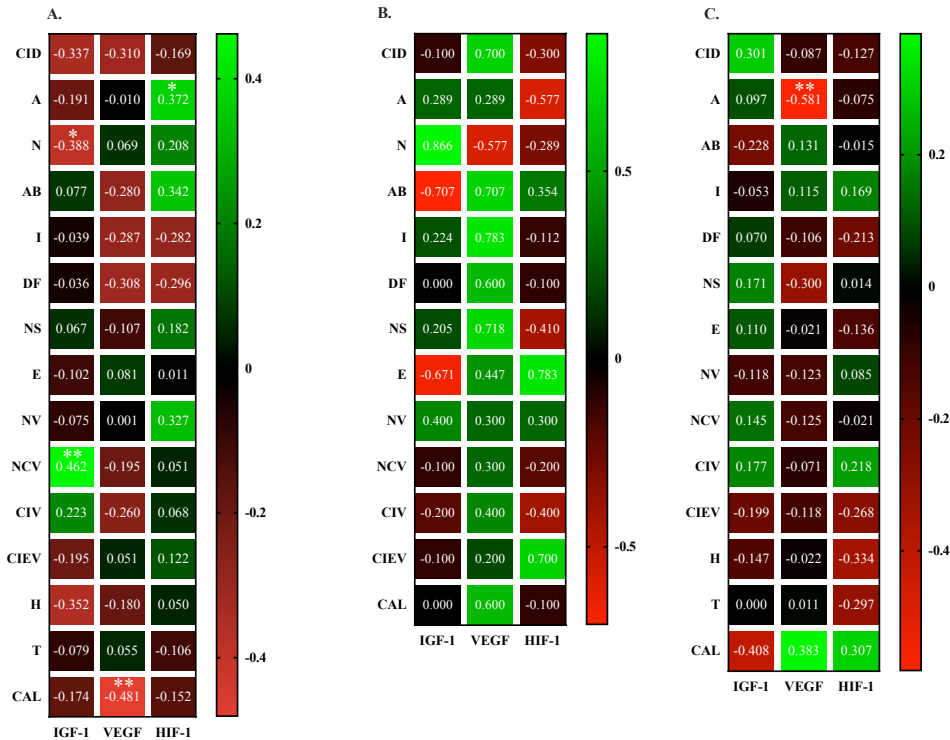 A.
CID -0.337 -0.310 -0.169
A -0.191 -0.010 * 0.372
N * -0.388 0.069 0.208
AB 0.077 -0.280 0.342
I -0.039 -0.287 -0.282
DF -0.036 -0.308 -0.296
NS 0.067 -0.107 0.182
E -0.102 0.081 0.011
NV -0.075 0.001 0.327
NCV ** 0.462 -0.195 0.051
CIV 0.223 -0.260 0.068
CIEV -0.195 0.051 0.122
H -0.352 -0.180 0.050
T -0.079 0.055 -0.106
CAL -0.174 ** -0.481 -0.152
IGF-1 VEGF HIF-1
0.4
0.2
0
-0.2
-0.4
B.
CID -0.100 0.700 -0.300
A 0.289 0.289 -0.577
N 0.866 -0.577 -0.289
AB -0.707 0.707 0.354
I 0.224 0.783 -0.112
DF 0.000 0.600 -0.100
NS 0.205 0.718 -0.410
E -0.671 0.447 0.783
NV 0.400 0.300 0.300
NCV -0.100 0.300 -0.200
CIV -0.200 0.400 -0.400
CIEV -0.100 0.200 0.700
CAL 0.000 0.600 -0.100
IGF-1 VEGF HIF-1
0.5
0
-0.5
C.
CID 0.301 -0.087 -0.127
A 0.097 ** -0.581 -0.075
AB -0.228 0.131 -0.015
I -0.053 0.115 0.169
DF 0.070 -0.106 -0.213
NS 0.171 -0.300 0.014
E 0.110 -0.021 -0.136
NV -0.118 -0.123 0.085
NCV 0.145 -0.125 -0.021
CIV 0.177 -0.071 0.218
CIEV -0.199 -0.118 -0.268
H -0.147 -0.022 -0.334
T 0.000 0.011 -0.297
CAL -0.408 0.383 0.307
IGF-1 VEGF HIF-1
0.2
0
-0.2
-0.4